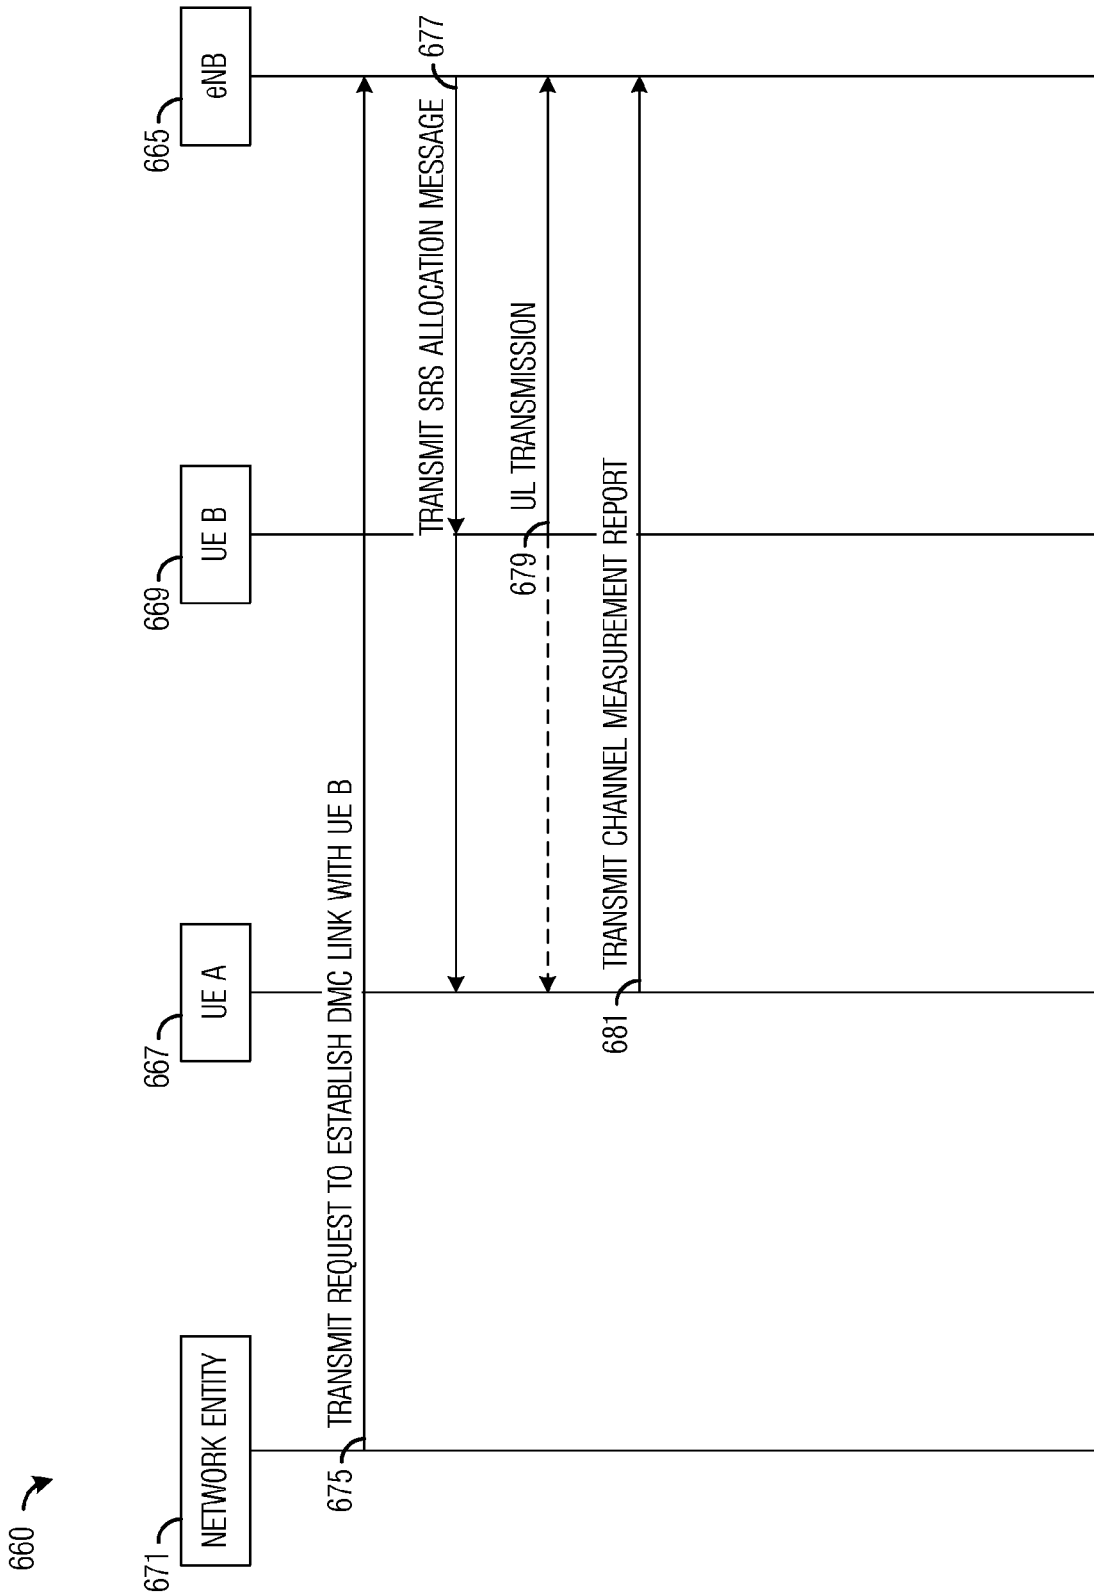 660
671
NETWORK ENTITY
667
UE A
669
UE B
665
eNB
675
TRANSMIT REQUEST TO ESTABLISH DMC LINK WITH UE B
TRANSMIT SRS ALLOCATION MESSAGE
677
679
UL TRANSMISSION
681
TRANSMIT CHANNEL MEASUREMENT REPORT